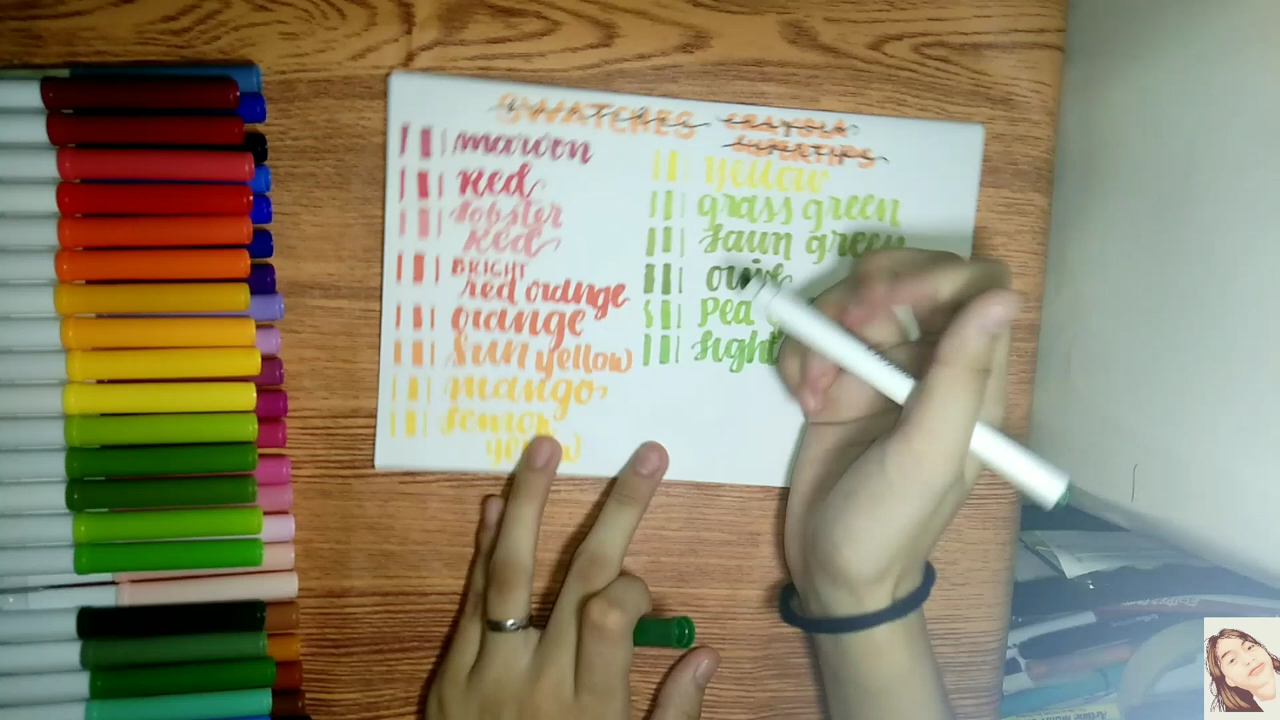 SWATCHES CRAYOLA
SUPERTIPS
maroon
Red
Lobster
Red
BRIGHT
red orange
orange
Sun yellow
mango
Lemon
yellow
yellow
grass green
Jaun green
olive
Pea
Light